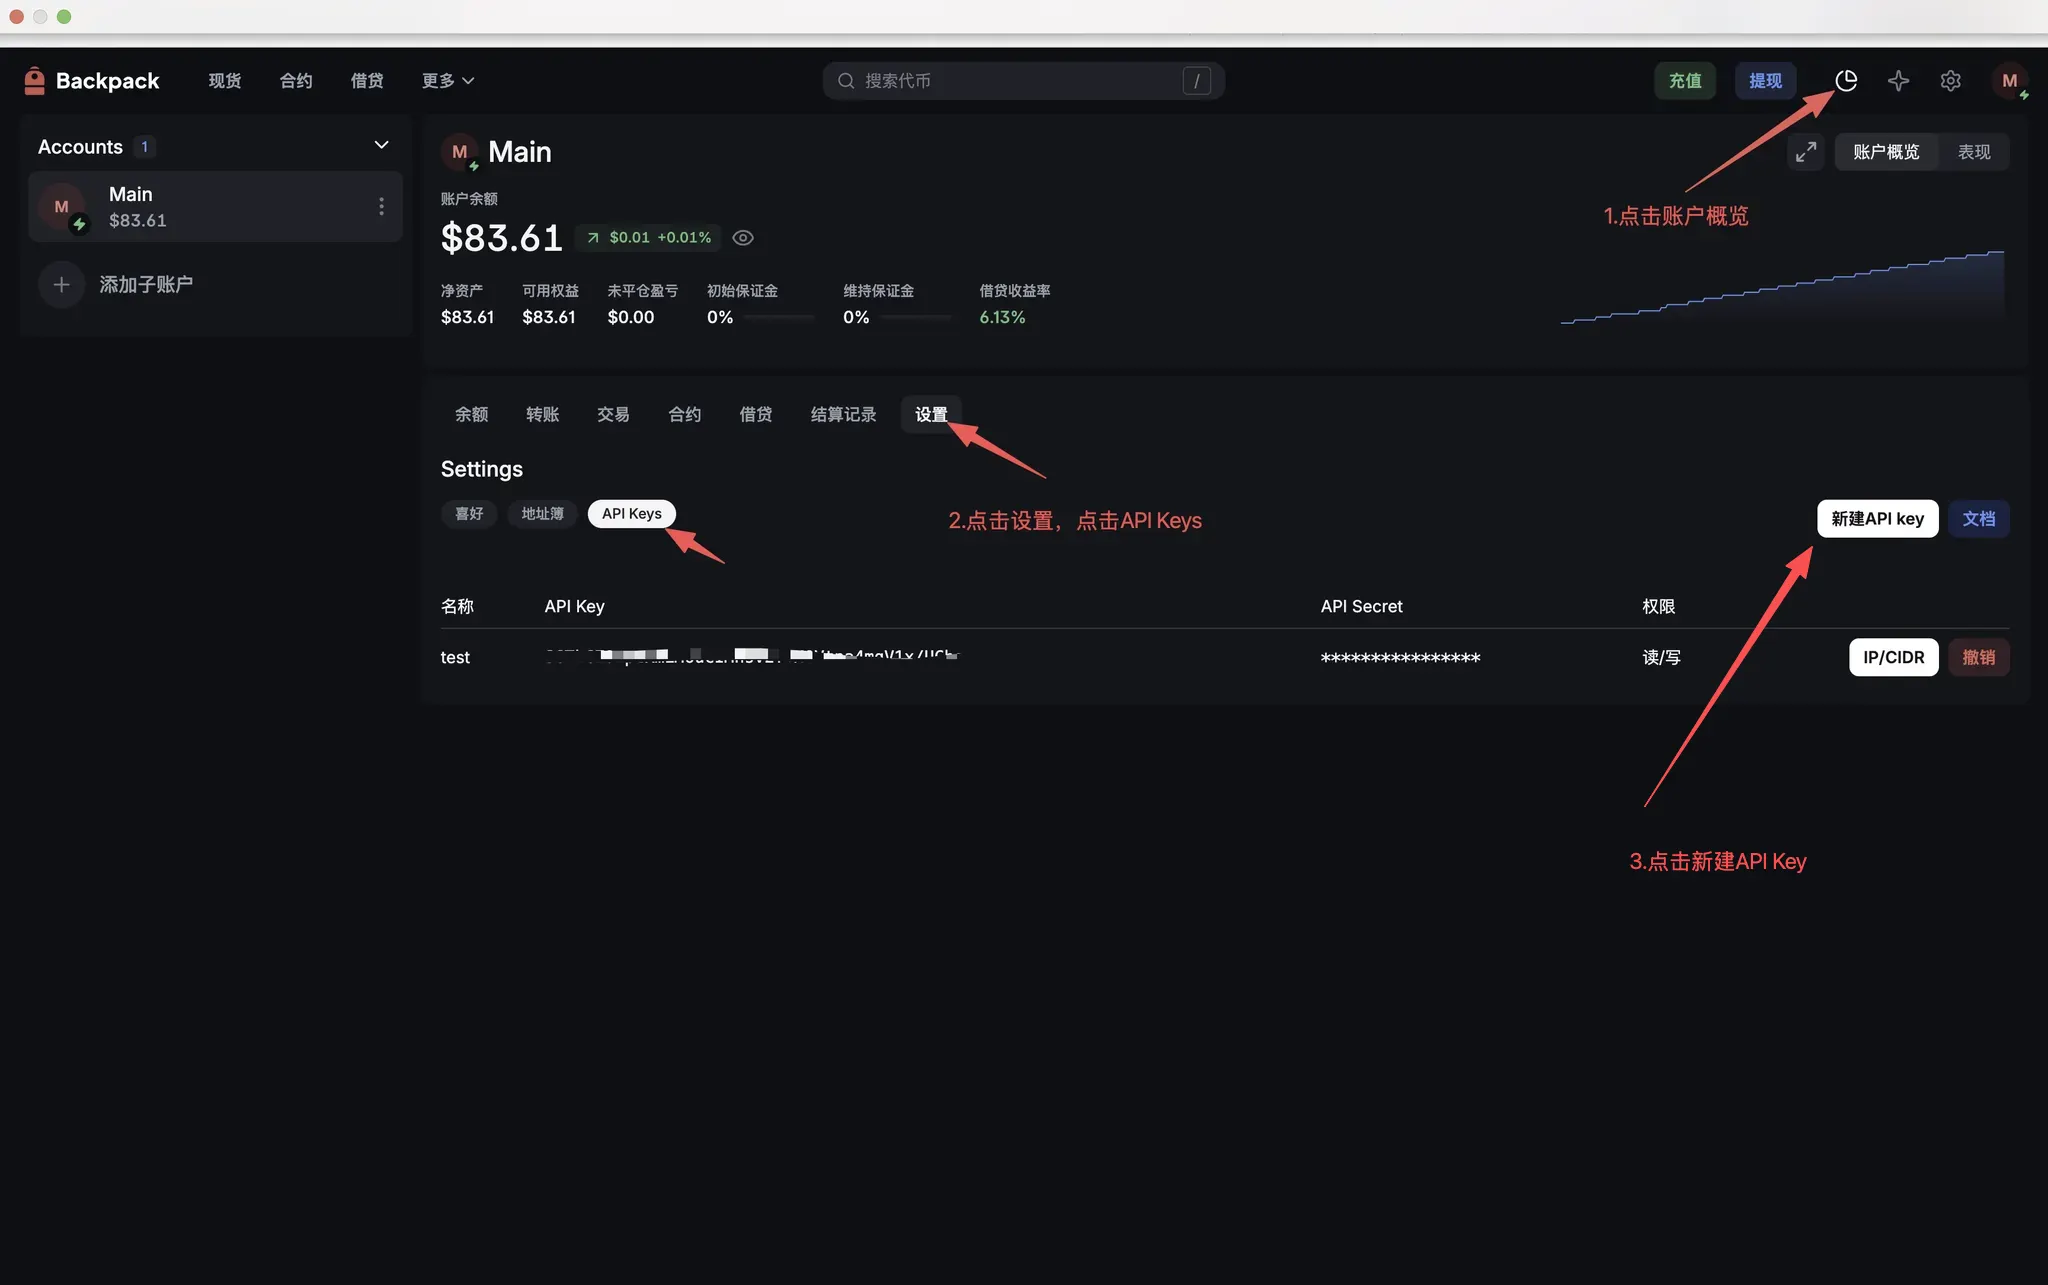 Backpack 现货 合约 借贷 更多 搜索代币 / 充值 提现 M
Accounts 1
M Main
$83.61
添加子账户
M Main
账户概览 表现
账户余额
$83.61 $0.01 +0.01%
1.点击账户概览
净资产 可用权益 未平仓盈亏 初始保证金 维持保证金 借贷收益率
$83.61 $83.61 $0.00 0% 0% 6.13%
余额 转账 交易 合约 借贷 结算记录 设置
Settings
喜好 地址簿 API Keys
2.点击设置，点击API Keys
新建API key 文档
名称 API Key API Secret 权限
test **************** 读/写 IP/CIDR 撤销
3.点击新建API Key